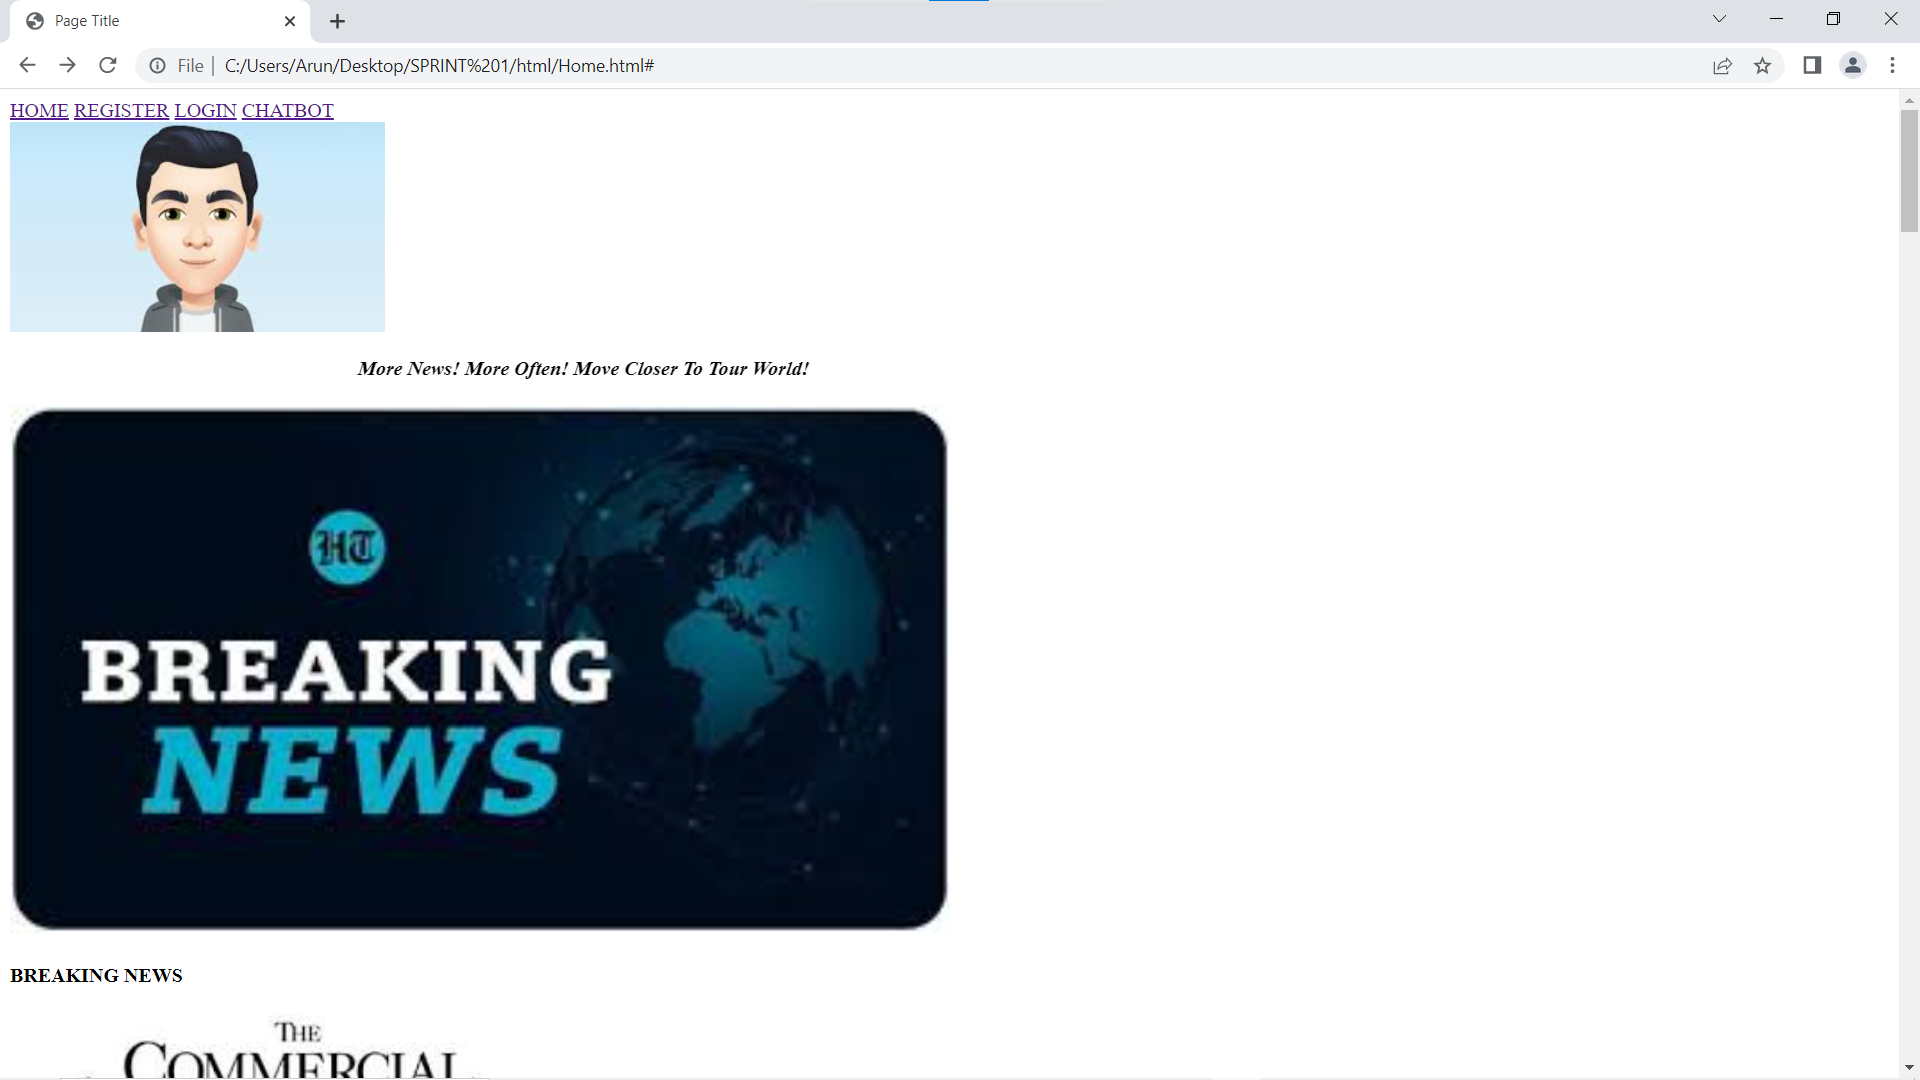 Page Title
File
C:/Users/Arun/Desktop/SPRINT%201/html/Home.html#
HOME REGISTER LOGIN CHATBOT
More News! More Often! Move Closer To Tour World!
HT
BREAKING
NEWS
BREAKING NEWS
THE
COMMERCIAL